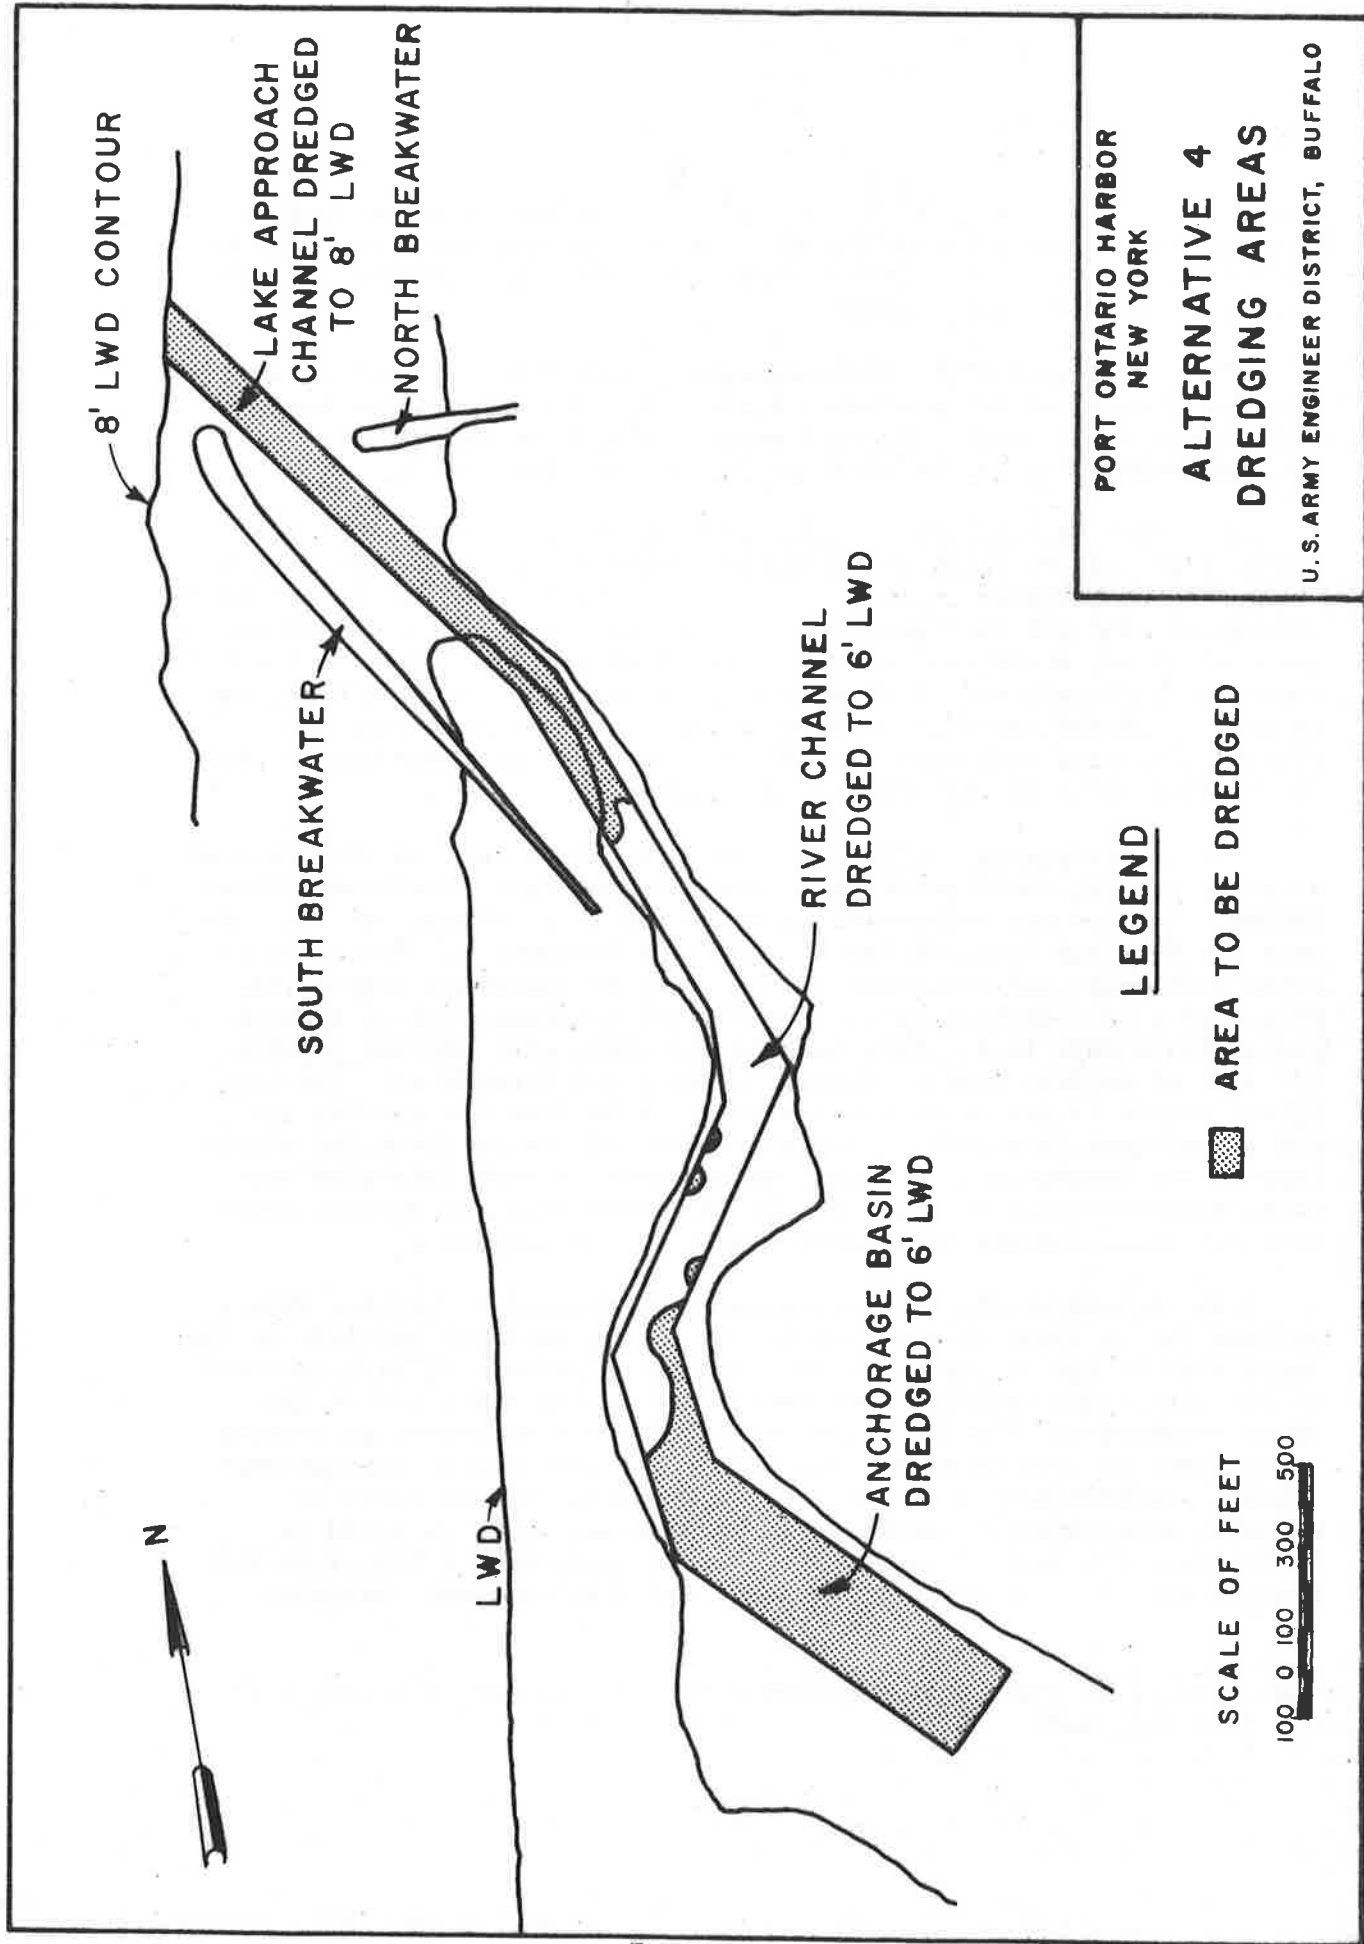 8' LWD CONTOUR
LAKE APPROACH
CHANNEL DREDGED
TO 8' LWD
NORTH BREAKWATER
SOUTH BREAKWATER
N
LWD
RIVER CHANNEL
DREDGED TO 6' LWD
ANCHORAGE BASIN
DREDGED TO 6' LWD
LEGEND
AREA TO BE DREDGED
SCALE OF FEET
100 0 100 300 500
PORT ONTARIO HARBOR
NEW YORK
ALTERNATIVE 4
DREDGING AREAS
U.S. ARMY ENGINEER DISTRICT, BUFFALO